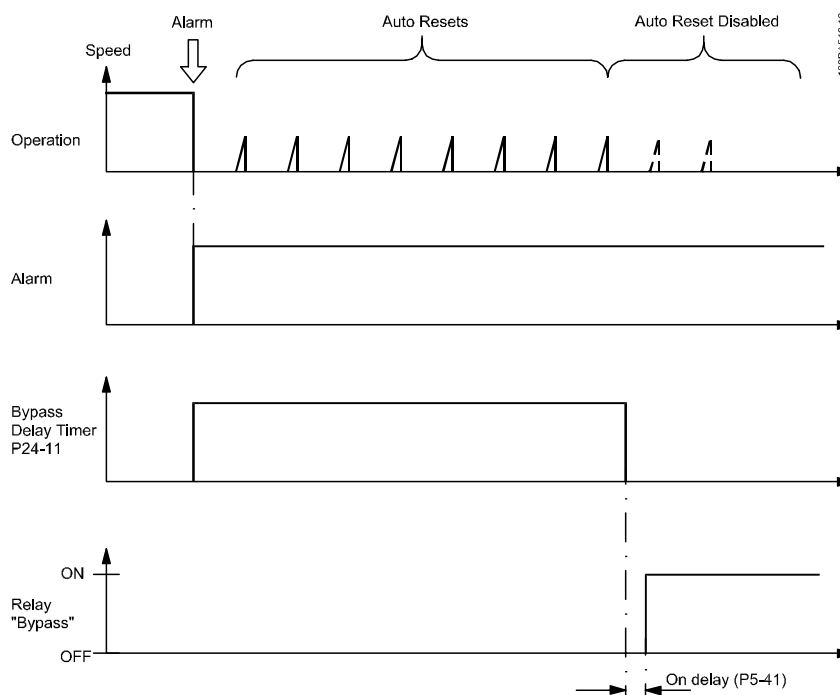 Alarm
Auto Resets
Auto Reset Disabled
Speed
Operation
Alarm
Bypass
Delay Timer
P24-11
ON
Relay
"Bypass"
OFF
On delay (P5-41)